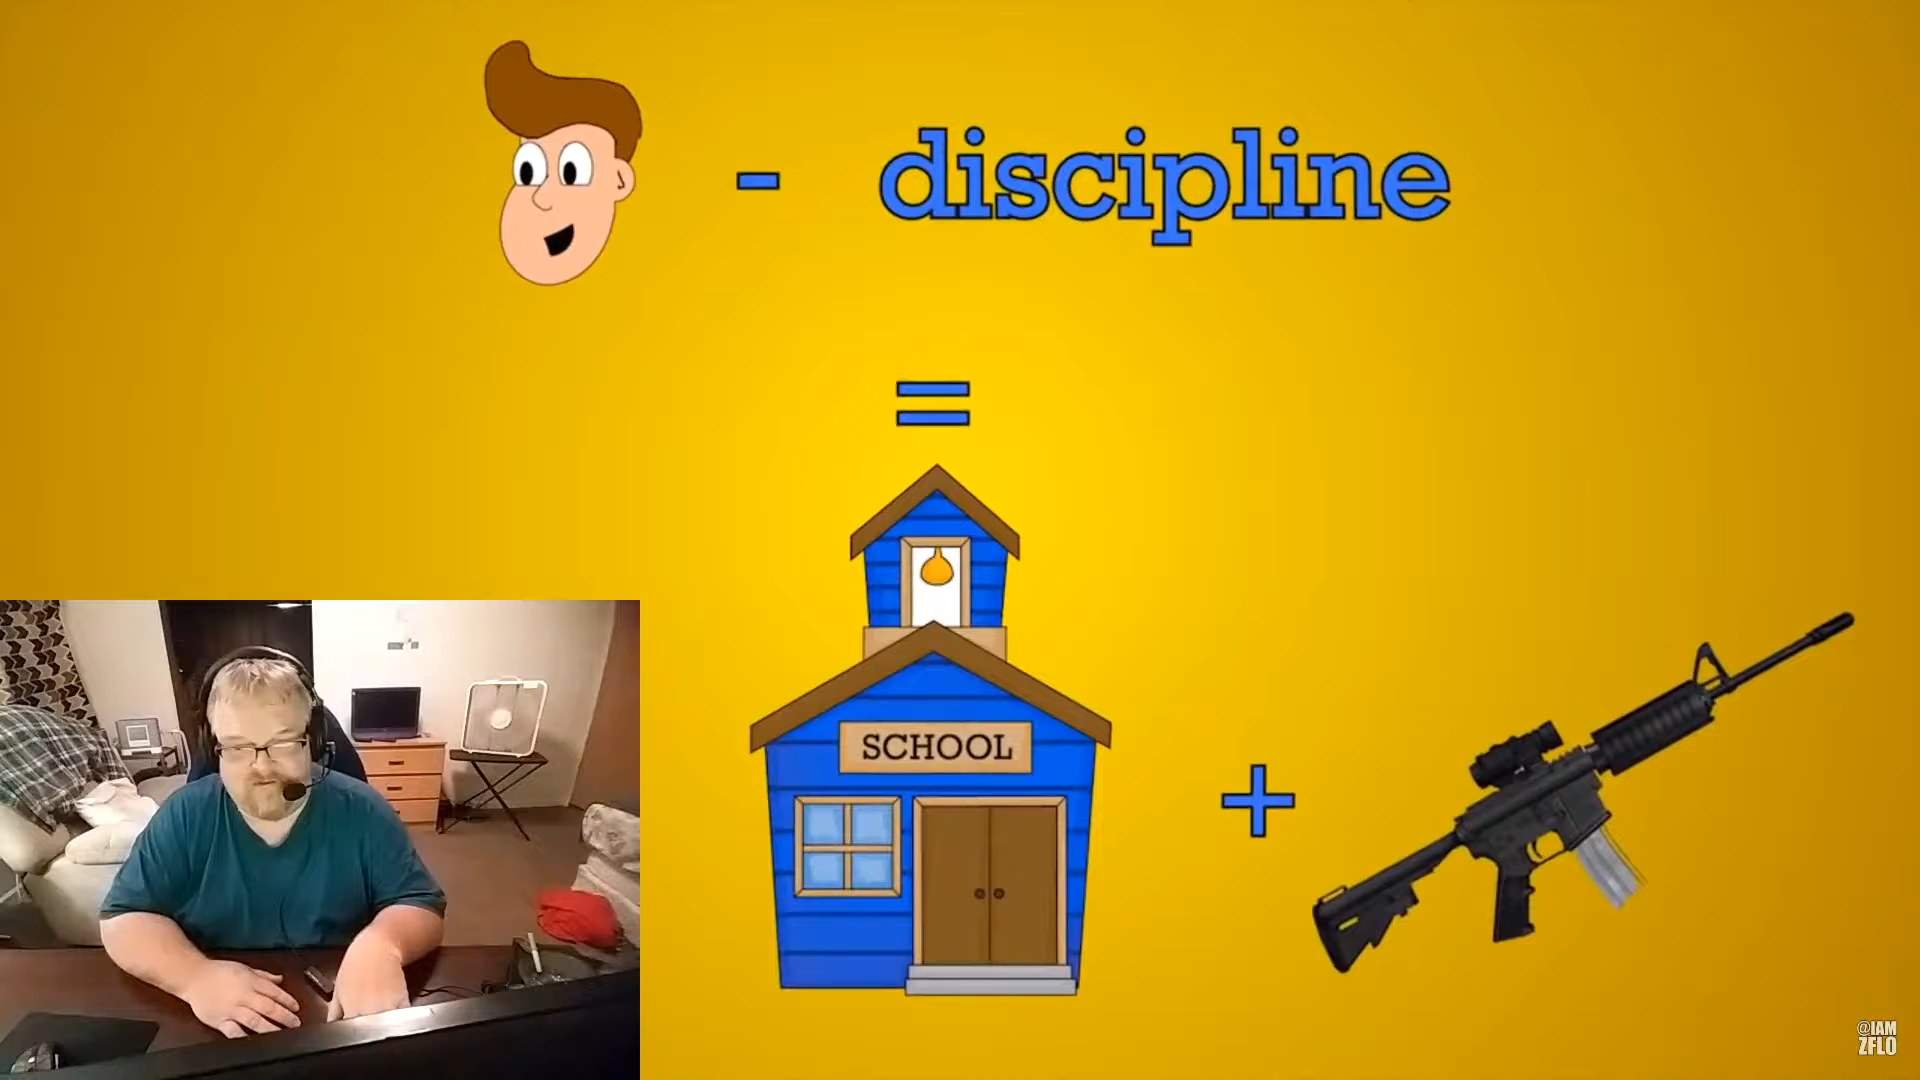 - discipline
=
SCHOOL
+
@IAM
ZFLO